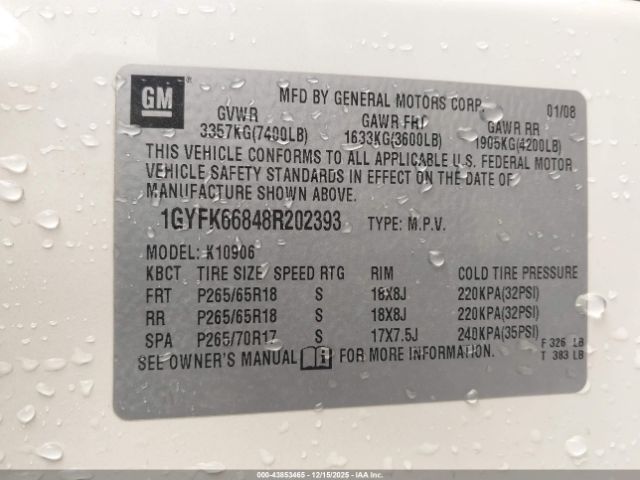 GM
MFD BY GENERAL MOTORS CORP. 01/08
GVWR GAWR FRT GAWR RR
3357KG(7400LB) 1633KG(3600LB) 1905KG(4200LB)
THIS VEHICLE CONFORMS TO ALL APPLICABLE U.S. FEDERAL MOTOR
VEHICLE SAFETY STANDARDS IN EFFECT ON THE DATE OF
MANUFACTURE SHOWN ABOVE.
1GYFK66848R202393 TYPE: M.P.V.
MODEL: K10906
KBCT TIRE SIZE SPEED RTG RIM COLD TIRE PRESSURE
FRT P265/65R18 S 18X8J 220KPA(32PSI)
RR P265/65R18 S 18X8J 220KPA(32PSI)
SPA P265/70R17 S 17X7.5J 240KPA(35PSI)
SEE OWNER'S MANUAL FOR MORE INFORMATION.
F 326 LB
T 383 LB
000-43853465 - 12/15/2025 - IAA Inc.